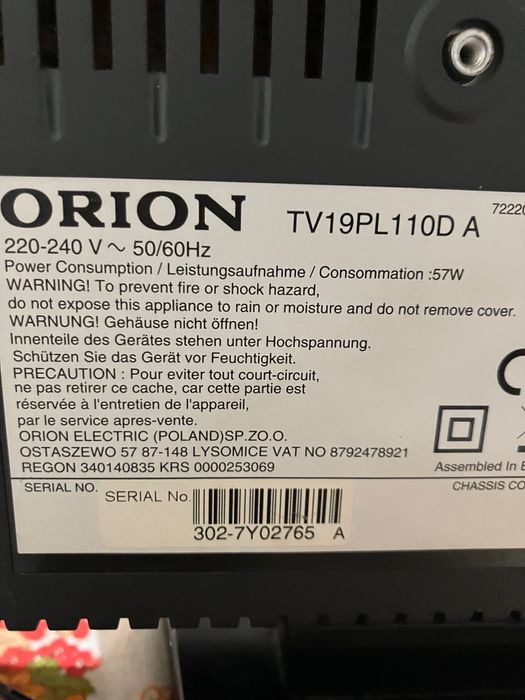 ORION TV19PL110D A
220-240 V ~ 50/60Hz
Power Consumption / Leistungsaufnahme / Consommation :57W
WARNING! To prevent fire or shock hazard,
do not expose this appliance to rain or moisture and do not remove cover.
WARNUNG! Gehäuse nicht öffnen!
Innenteile des Gerätes stehen unter Hochspannung.
Schützen Sie das Gerät vor Feuchtigkeit.
PRECAUTION : Pour eviter tout court-circuit,
ne pas retirer ce cache, car cette partie est
réservée à l'entretien de l'appareil,
par le service apres-vente.
ORION ELECTRIC (POLAND)SP.ZO.O.
OSTASZEWO 57 87-148 LYSOMICE VAT NO 8792478921
REGON 340140835 KRS 0000253069
Assembled In
CHASSIS
SERIAL NO.
SERIAL No.
302-7Y02765 A